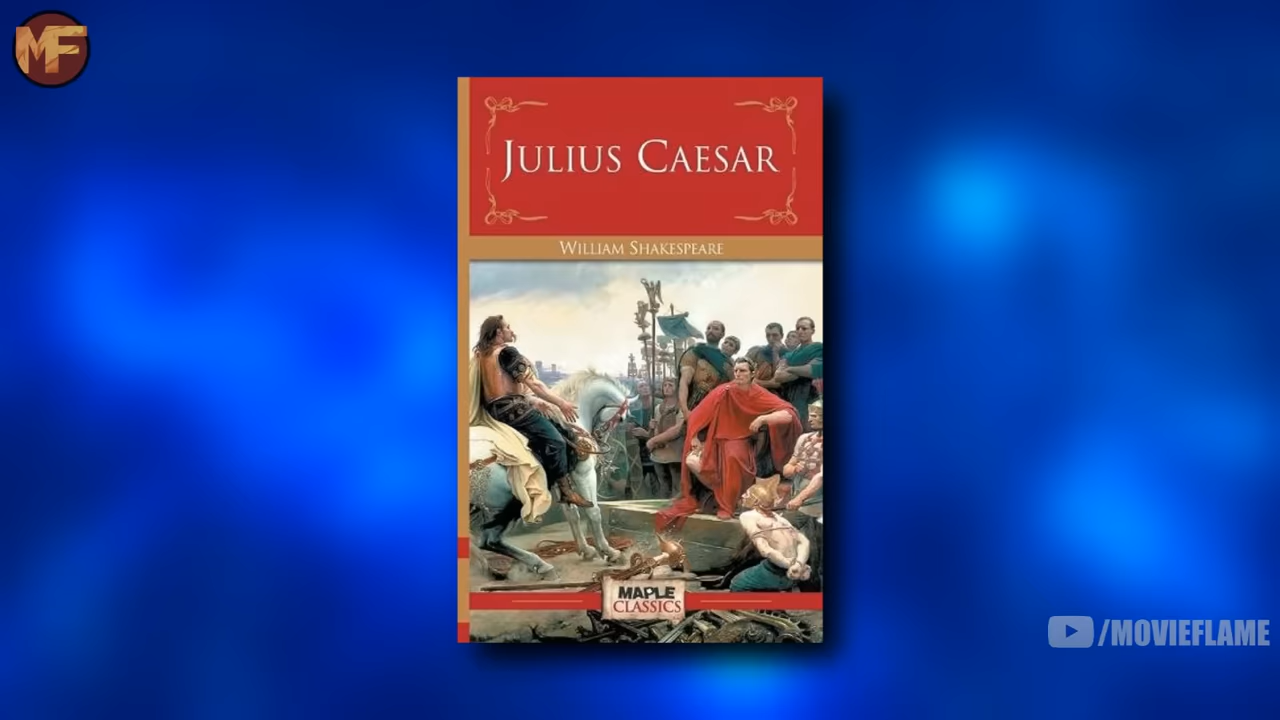 MF
JULIUS CAESAR
WILLIAM SHAKESPEARE
MAPLE
CLASSICS
/MOVIEFLAME